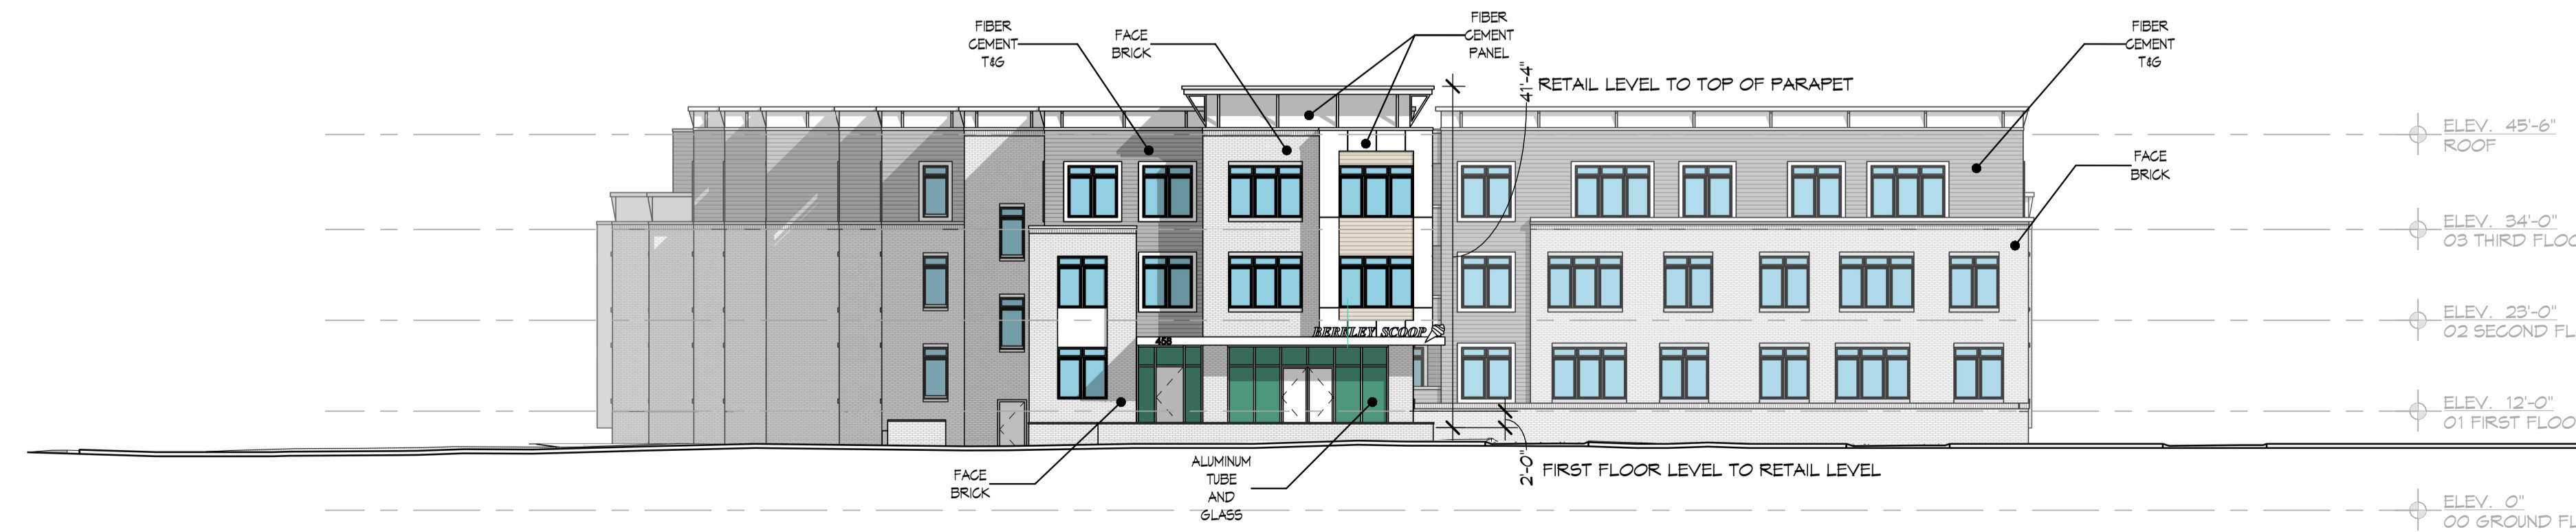 FIBER
CEMENT
T&G
FACE
BRICK
FIBER
CEMENT
PANEL
FIBER
CEMENT
T&G
41'-4"
RETAIL LEVEL TO TOP OF PARAPET
ELEV. 45'-6"
ROOF
FACE
BRICK
ELEV. 34'-0"
03 THIRD FLOO
ELEV. 23'-0"
02 SECOND FL
BERKLEY SCOOP
458
ELEV. 12'-0"
01 FIRST FLOO
FACE
BRICK
ALUMINUM
TUBE
AND
GLASS
2'-0"
FIRST FLOOR LEVEL TO RETAIL LEVEL
ELEV. 0"
00 GROUND FL